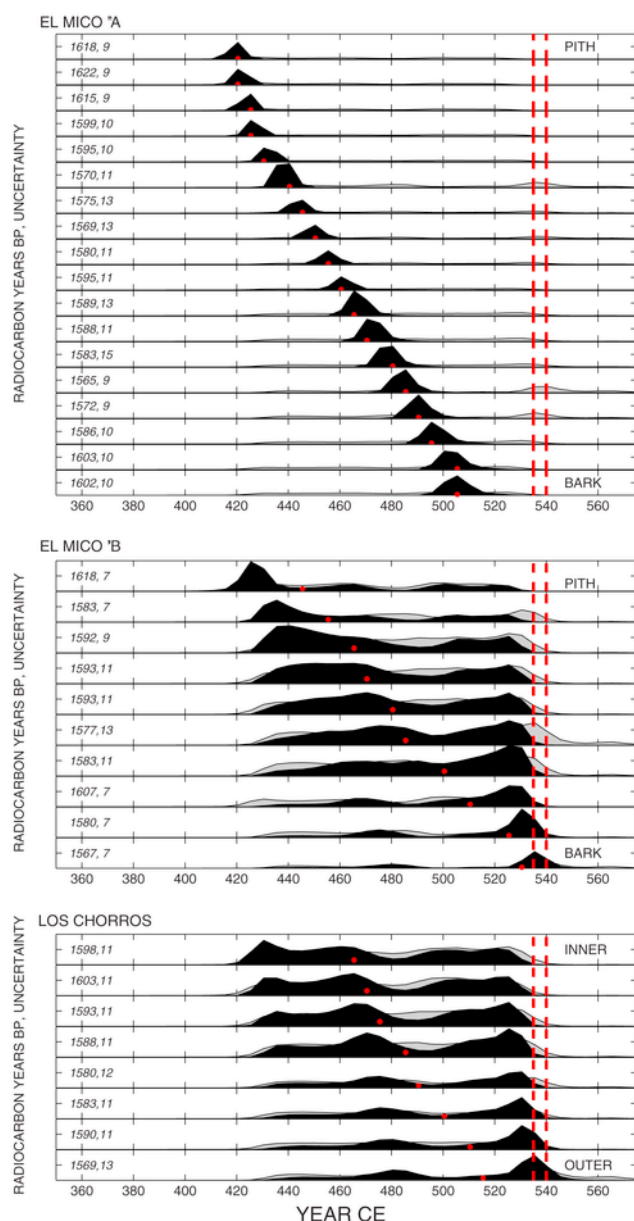 EL MICO "A
RADIOCARBON YEARS BP, UNCERTAINTY
1618, 9
PITH
1622, 9
1615, 9
1599,10
1595,10
1570,11
1575,13
1569,13
1580,11
1595,11
1589,13
1588,11
1583,15
1565, 9
1572, 9
1586,10
1603,10
1602,10
BARK
360 380 400 420 440 460 480 500 520 540 560
EL MICO "B
RADIOCARBON YEARS BP, UNCERTAINTY
1618, 7
PITH
1583, 7
1592, 9
1593,11
1593,11
1577,13
1583,11
1607, 7
1580, 7
1567, 7
BARK
360 380 400 420 440 460 480 500 520 540 560
LOS CHORROS
RADIOCARBON YEARS BP, UNCERTAINTY
1598,11
INNER
1603,11
1593,11
1588,11
1580,12
1583,11
1590,11
1569,13
OUTER
360 380 400 420 440 460 480 500 520 540 560
YEAR CE